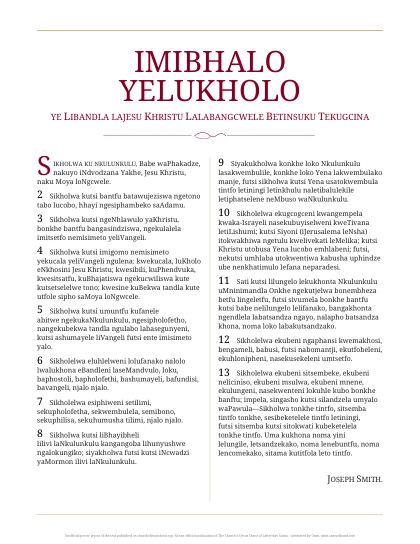 IMIBHALO
YELUKHOLO
YE LIBANDLA LAJESU KHRISTU LALABANGCWELE BETINSUKU TEKUGCINA
SIKHOLWA KU NKULUNKULU, Babe waPhakadze,
nakuyo iNdvodzana Yakhe, Jesu Khristu,
naku Moya loNgcwele.
2 Sikholwa kutsi bantfu batawujeziswa ngetono
tabo lucobo, hhayi ngesiphambeko saAdamu.
3 Sikholwa kutsi ngeNhlawulo yaKhristu,
bonkhe bantfu bangasindziswa, ngekulalela
imitsetfo nemisimeto yeliVangeli.
4 Sikholwa kutsi imigomo nemisimeto
yekucala yeliVangeli ngulena: kwekucala, luKholo
eNkhosini Jesu Khristu; kwesibili, kuPhendvuka,
kwesitsatfu, kuBhajatiswa ngekucwiliswa kute
kutsetselelwe tono; kwesine kuBekwa tandla kute
utfole sipho saMoya loNgcwele.
5 Sikholwa kutsi umuntfu kufanele
abitwe ngekukaNkulunkulu, ngesipholofetho,
nangekubekwa tandla ngulabo labasegunyeni,
kutsi ashumayele liVangeli futsi ente imisimeto
yalo.
6 Sikholelwa eluhlelweni lolufanako nalolo
lwalukhona eBandleni laseMandvulo, loku,
baphostoli, bapholofethi, bashumayeli, bafundisi,
bavangeli, njalo njalo.
7 Sikholelwa esiphiweni setilimi,
sekupholofetha, sekwembulela, semibono,
sekuphilisa, sekuhumusha tilimi, njalo njalo.
8 Sikholwa kutsi liBhayibheli
lilivi laNkulunkulu kangangoba lihunyushwe
ngalokungiko; siyakholwa futsi kutsi iNcwadzi
yaMormon ilivi laNkulunkulu.
9 Siyakukholwa konkhe loko Nkulunkulu
lasakwembulile, konkhe loko Yena lakwembulako
manje, futsi sikholwa kutsi Yena usatokwembula
tintfo letiningi letinkhulu naletibalulekile
letiphatselene neMbuso waNkulunkulu.
10 Sikholelwa ekugcogceni kwangempela
kwaka-Israyeli nasekubuyiselweni kweTivana
letiLishumi; kutsi Siyoni (iJerusalema leNsha)
itokwakhiwa ngetulu kwelivekati leMelika; kutsi
Khristu utobusa Yena lucobo emhlabeni; futsi,
nekutsi umhlaba utokwentiwa kabusha uphindze
ube nenkhatimulo lefana neparadesi.
11 Sati kutsi lilungelo lekukhonta Nkulunkulu
uMninimandla Onkhe ngekutjelwa bonembheza
betfu lingeletfu, futsi sivumela bonkhe bantfu
kutsi babe nelilungelo lelifanako, bangakhonta
ngendlela labatsandza ngayo, nalapho batsandza
khona, noma loko labakutsandzako.
12 Sikholelwa ekubeni ngaphansi kwemakhosi,
bengameli, babusi, futsi nabomantji, ekutfobeleni,
ekuhlonipheni, nasekusekeleni umtsetfo.
13 Sikholelwa ekubeni sitsembeke, ekubeni
neliciniso, ekubeni msulwa, ekubeni mnene,
ekulungeni, nasekwenteni lokuhle kubo bonkhe
bantfu; impela, singasho kutsi silandzela umyalo
waPawula—Sikholwa tonkhe tintfo, sitsemba
tintfo tonkhe, sesibeketelele tintfo letiningi,
futsi sitsemba kutsi sitokwati kubeketelela
tonkhe tintfo. Uma kukhona noma yini
lelungile, letsandzekako, noma lenebuntfu, noma
lencomekako, sitama kutitfola leto tintfo.
JOSEPH SMITH.